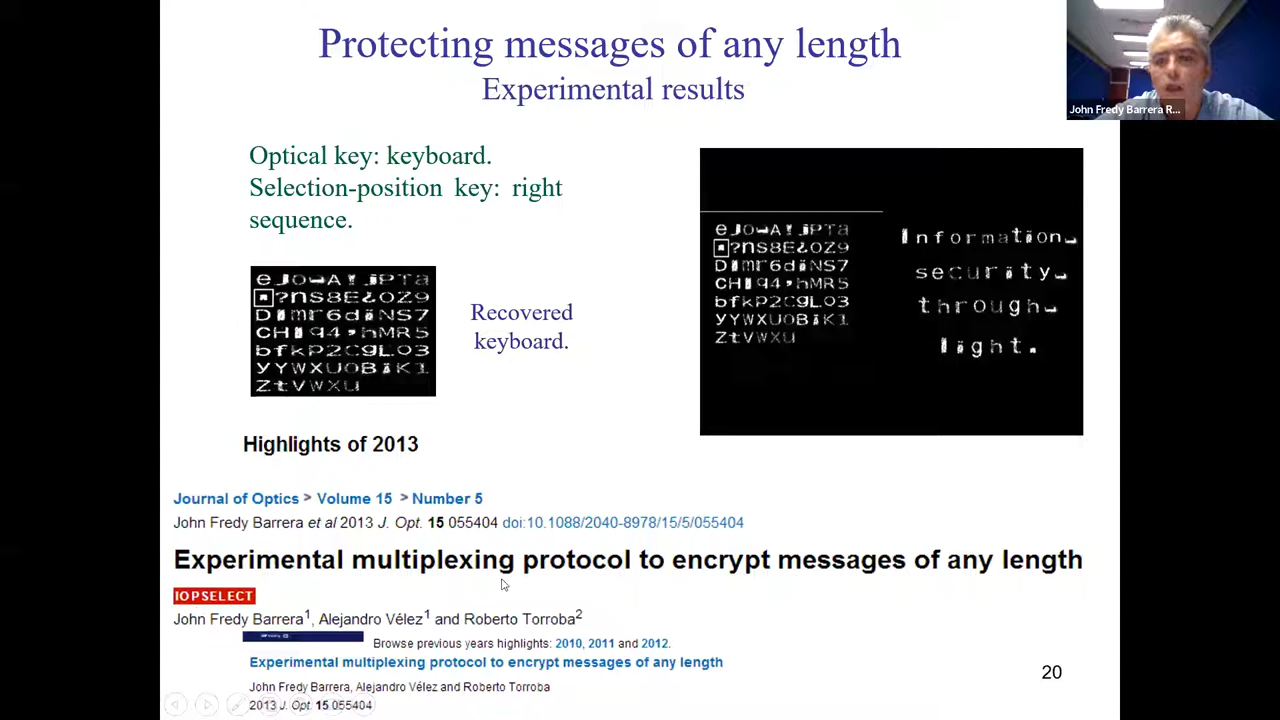 Protecting messages of any length
Experimental results
John Fredy Barrera R...
Optical key: keyboard.
Selection-position key: right
sequence.
Recovered
keyboard.
Information
security
through
light.
Highlights of 2013
Journal of Optics > Volume 15 > Number 5
John Fredy Barrera et al 2013 J. Opt. 15 055404 doi:10.1088/2040-8978/15/5/055404
Experimental multiplexing protocol to encrypt messages of any length
IOPSELECT
John Fredy Barrera1, Alejandro Vélez1 and Roberto Torroba2
Browse previous years highlights: 2010, 2011 and 2012.
Experimental multiplexing protocol to encrypt messages of any length
John Fredy Barrera, Alejandro Vélez and Roberto Torroba
2013 J. Opt. 15 055404
20